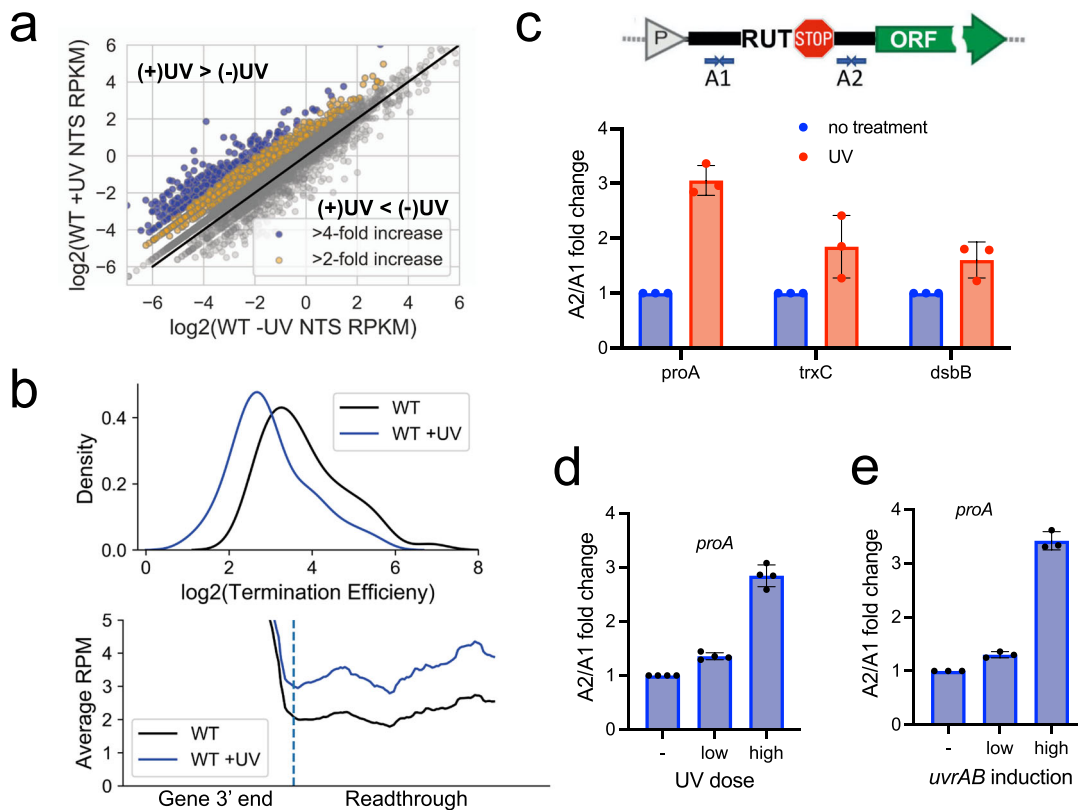 a
(+)UV > (-)UV
(+)UV < (-)UV
>4-fold increase
>2-fold increase
6
4
2
0
−2
−4
−6
−6 −4 −2 0 2 4 6
log2(WT +UV NTS RPKM)
log2(WT -UV NTS RPKM)
b
WT
WT +UV
0.4
0.2
0.0
Density
0 2 4 6 8
log2(Termination Efficieny)
5
4
3
2
1
0
Average RPM
WT
WT +UV
Gene 3' end Readthrough
c
P RUT STOP ORF
A1 A2
no treatment
UV
4
3
2
1
0
A2/A1 fold change
proA trxC dsbB
d
proA
4
3
2
1
0
A2/A1 fold change
- low high
UV dose
e
proA
4
3
2
1
0
A2/A1 fold change
- low high
uvrAB induction